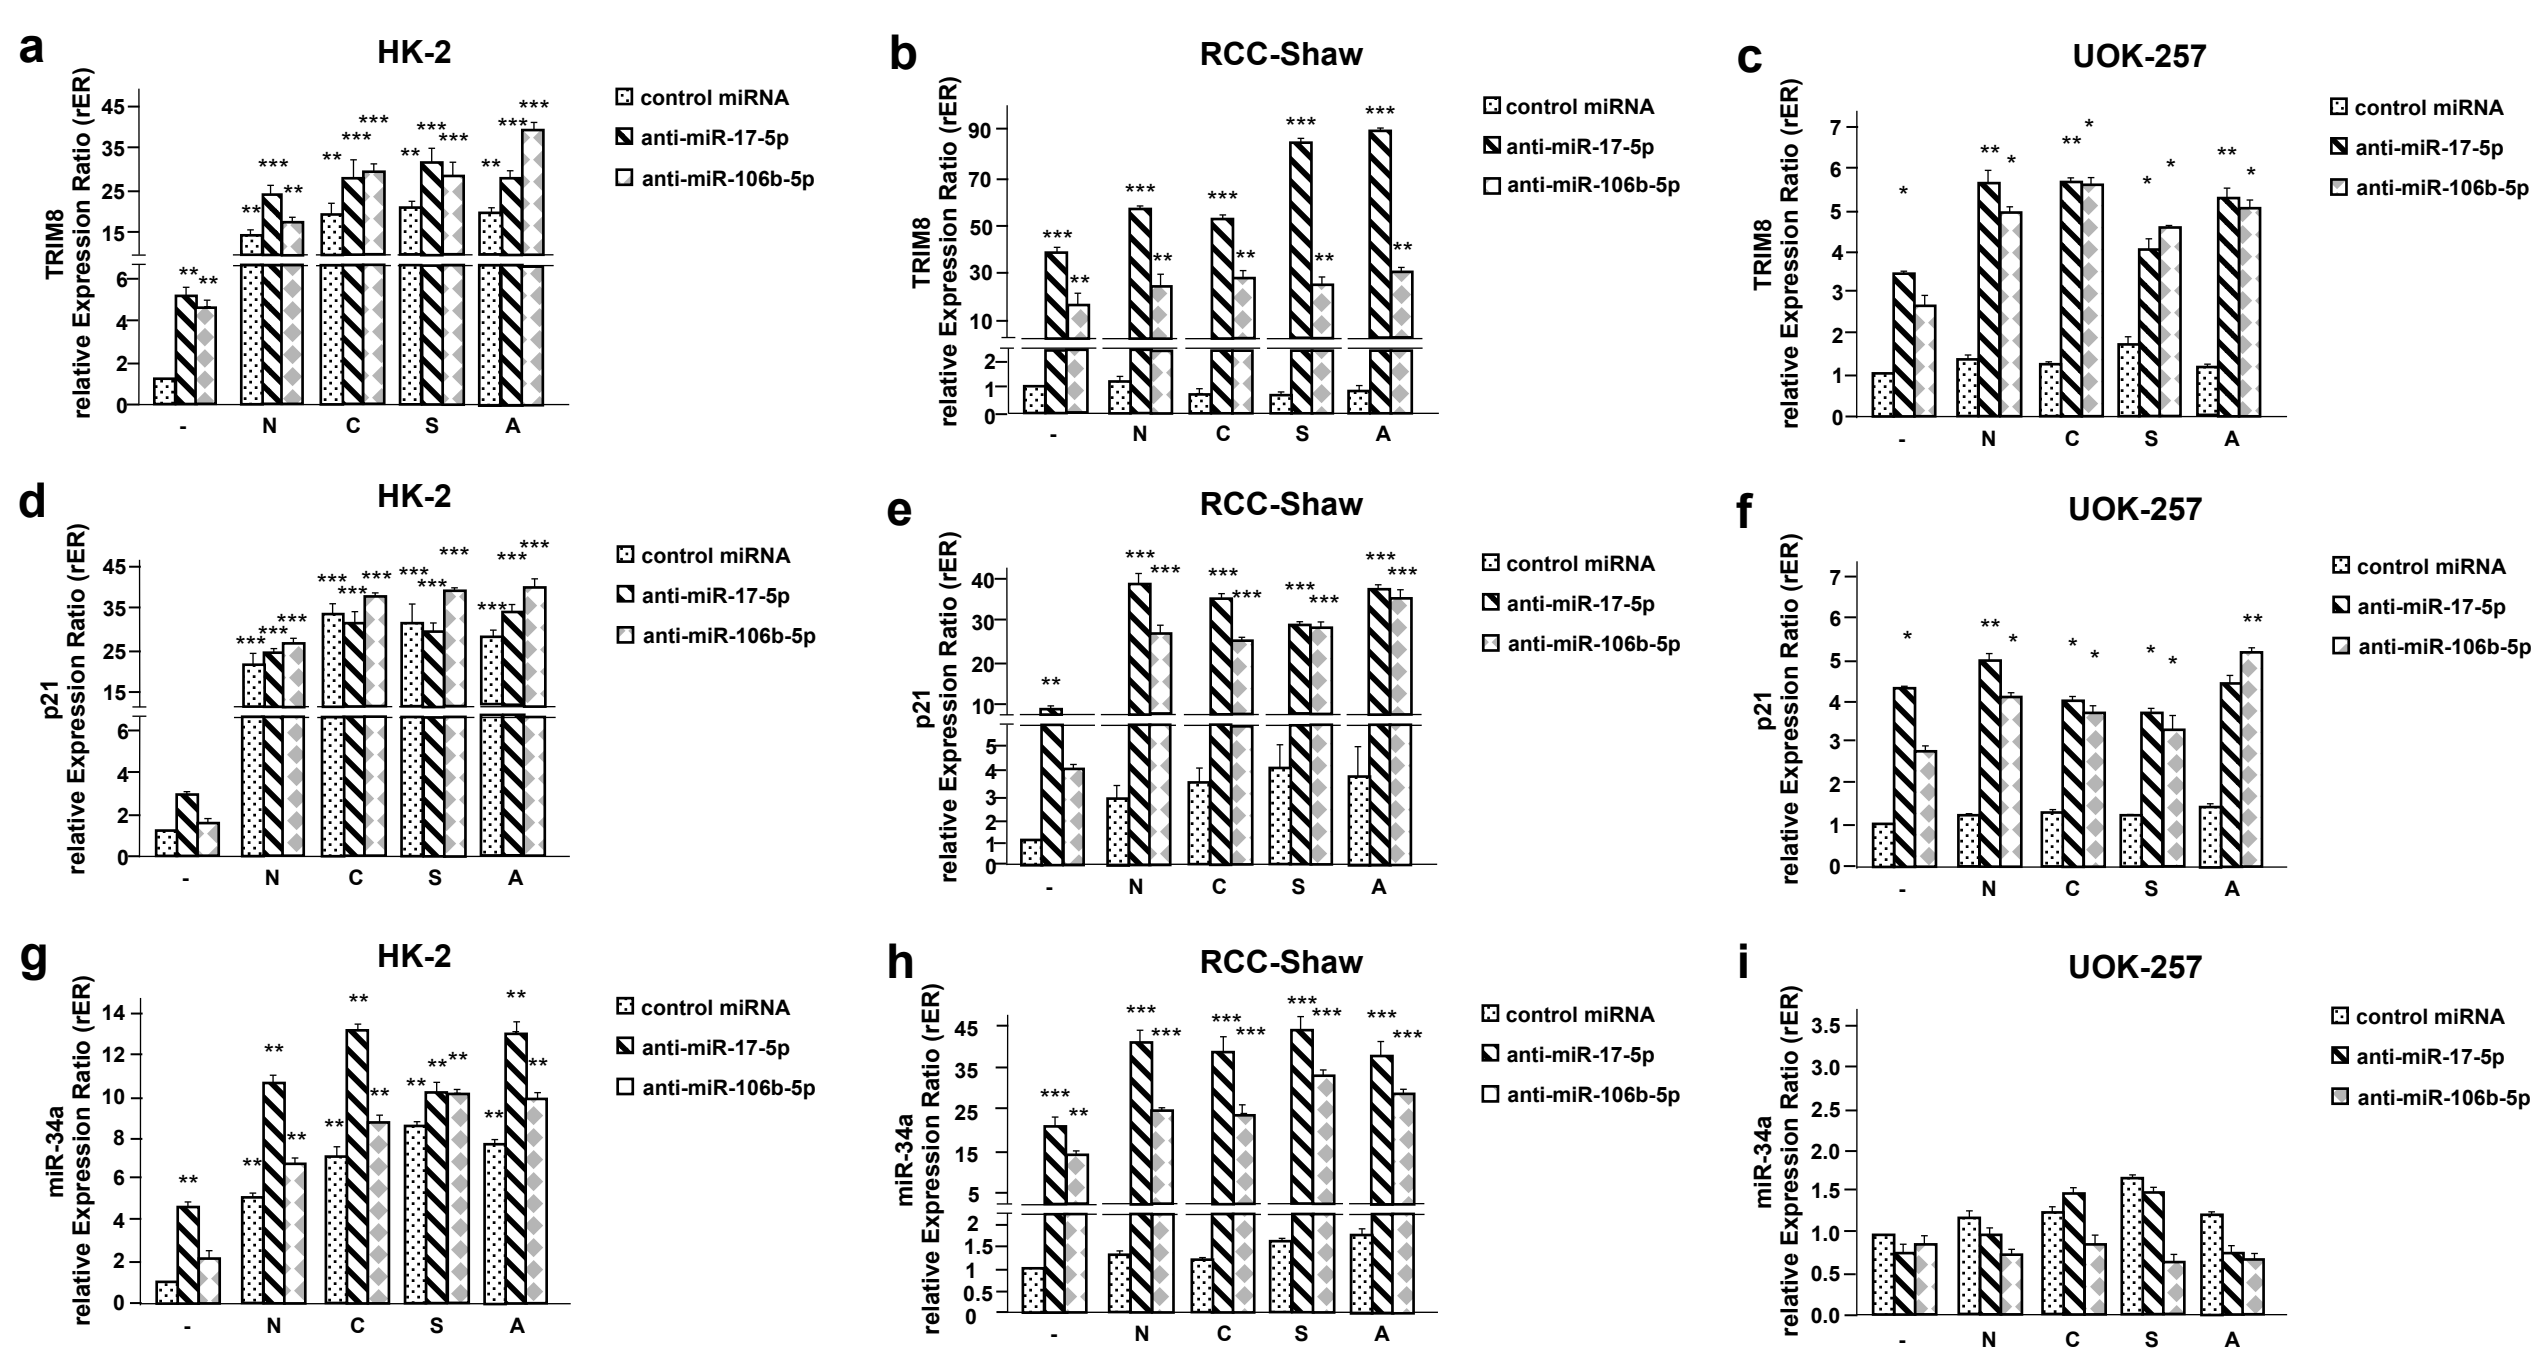 a
HK-2
TRIM8
relative Expression Ratio (rER)
45
35
25
15
6
4
2
0
** ** ** *** ** ** *** *** ** *** *** ** *** ***
- N C S A
control miRNA
anti-miR-17-5p
anti-miR-106b-5p
b
RCC-Shaw
TRIM8
relative Expression Ratio (rER)
90
70
50
30
10
2
1
0
*** ** *** ** *** ** *** ** *** **
- N C S A
control miRNA
anti-miR-17-5p
anti-miR-106b-5p
c
UOK-257
TRIM8
relative Expression Ratio (rER)
7
6
5
4
3
2
1
0
* ** * ** * * * ** *
- N C S A
control miRNA
anti-miR-17-5p
anti-miR-106b-5p
d
HK-2
p21
relative Expression Ratio (rER)
45
35
25
15
6
4
2
0
*** *** *** *** *** *** *** *** *** *** *** ***
- N C S A
control miRNA
anti-miR-17-5p
anti-miR-106b-5p
e
RCC-Shaw
p21
relative Expression Ratio (rER)
40
30
20
10
5
4
3
2
1
0
** *** *** *** *** *** *** *** ***
- N C S A
control miRNA
anti-miR-17-5p
anti-miR-106b-5p
f
UOK-257
p21
relative Expression Ratio (rER)
7
6
5
4
3
2
1
0
* ** * * * * * **
- N C S A
control miRNA
anti-miR-17-5p
anti-miR-106b-5p
g
HK-2
miR-34a
relative Expression Ratio (rER)
14
12
10
8
6
4
2
0
** ** ** ** ** ** ** ** ** ** ** ** **
- N C S A
control miRNA
anti-miR-17-5p
anti-miR-106b-5p
h
RCC-Shaw
miR-34a
relative Expression Ratio (rER)
45
35
25
15
5
2
1.5
1
0.5
0
*** ** *** *** *** *** *** *** *** ***
- N C S A
control miRNA
anti-miR-17-5p
anti-miR-106b-5p
i
UOK-257
miR-34a
relative Expression Ratio (rER)
3.5
3.0
2.5
2.0
1.5
1.0
0.5
0.0
- N C S A
control miRNA
anti-miR-17-5p
anti-miR-106b-5p